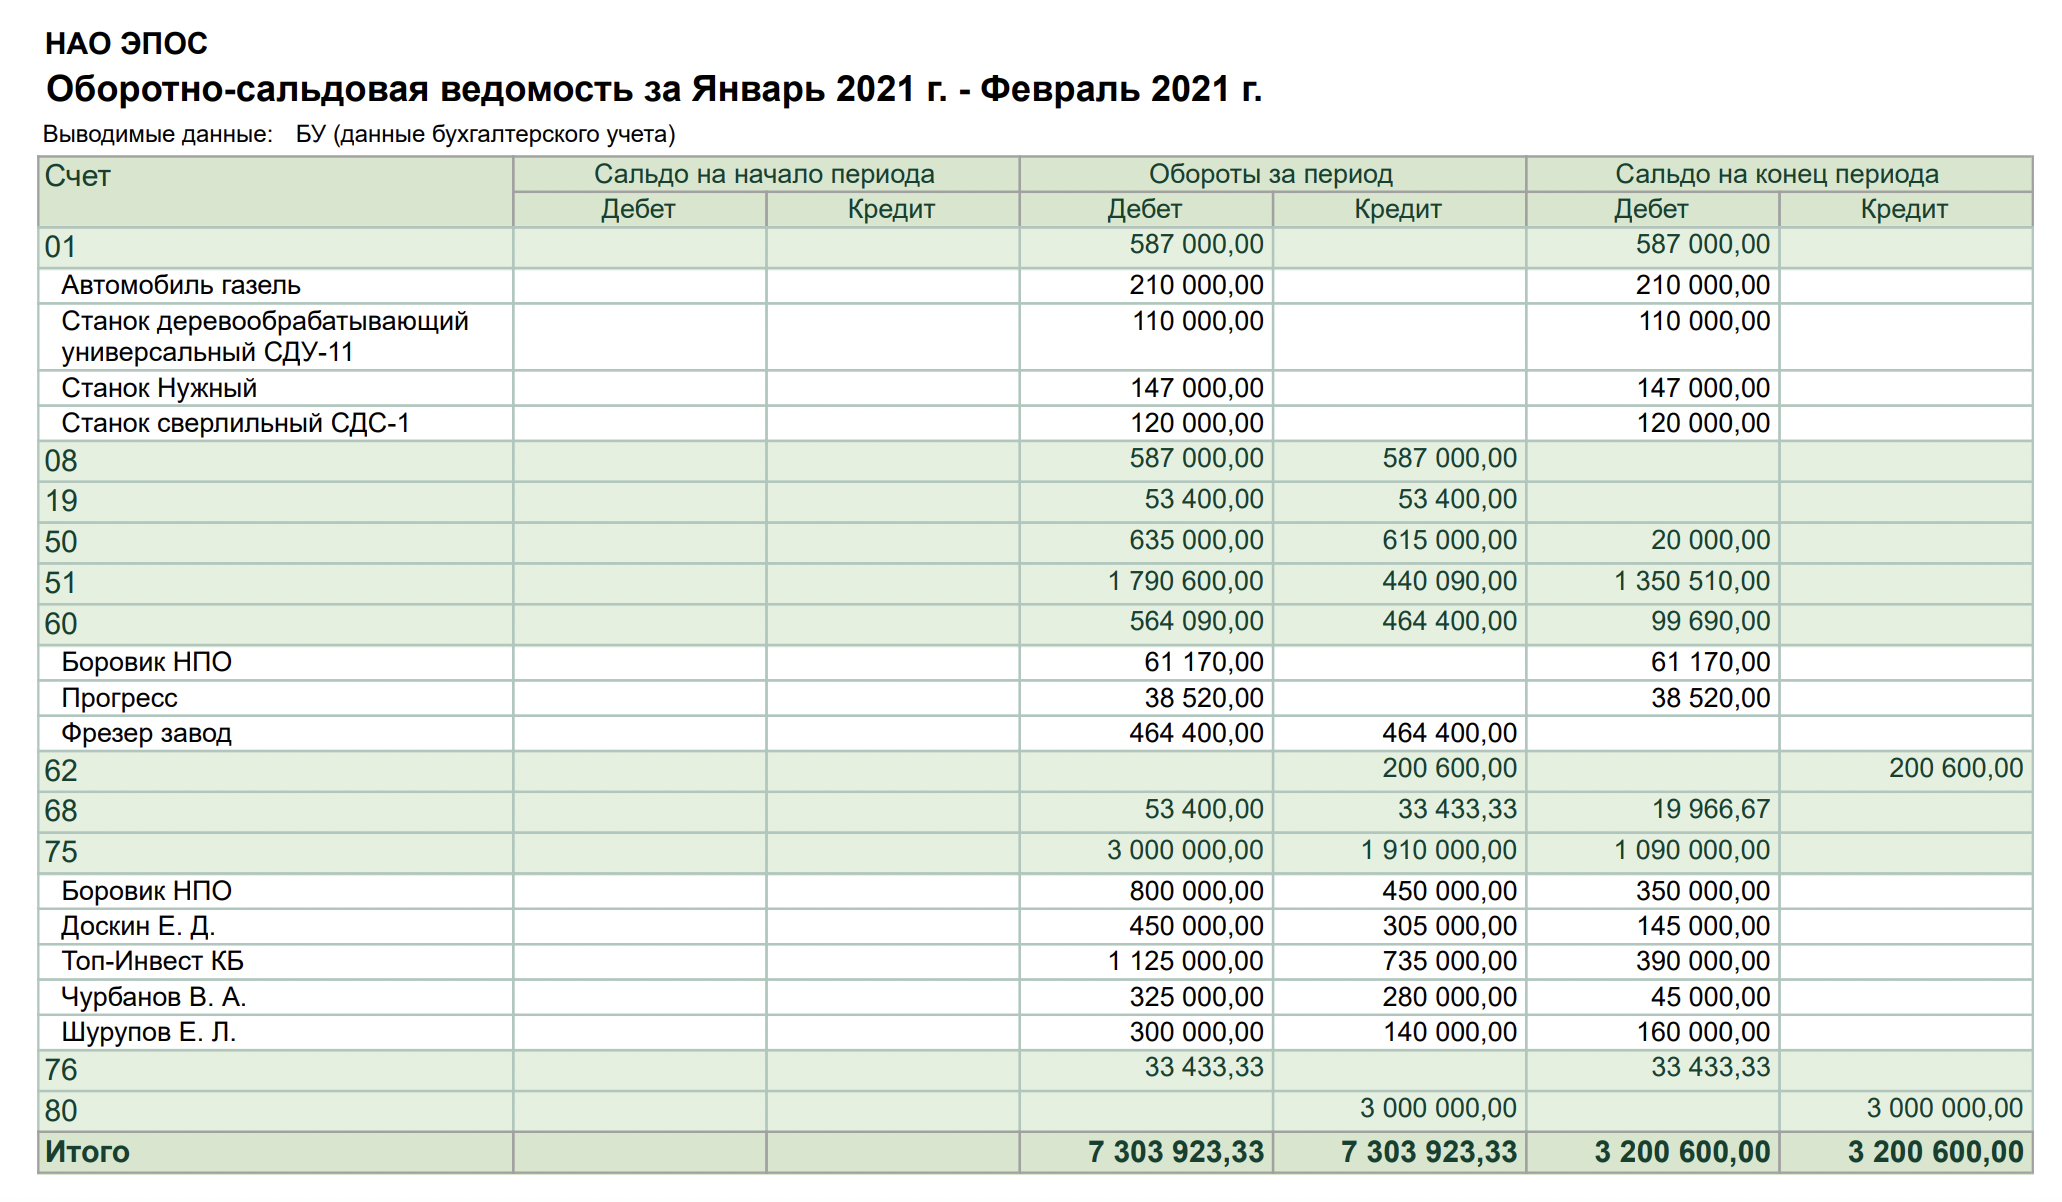 НАО ЭПОС
Оборотно-сальдовая ведомость за Январь 2021 г. - Февраль 2021 г.
Выводимые данные: БУ (данные бухгалтерского учета)
Счет Сальдо на начало периода Обороты за период Сальдо на конец периода
Дебет Кредит Дебет Кредит Дебет Кредит
01 587 000,00 587 000,00
Автомобиль газель 210 000,00 210 000,00
Станок деревообрабатывающий 110 000,00 110 000,00
универсальный СДУ-11
Станок Нужный 147 000,00 147 000,00
Станок сверлильный СДС-1 120 000,00 120 000,00
08 587 000,00 587 000,00
19 53 400,00 53 400,00
50 635 000,00 615 000,00 20 000,00
51 1 790 600,00 440 090,00 1 350 510,00
60 564 090,00 464 400,00 99 690,00
Боровик НПО 61 170,00 61 170,00
Прогресс 38 520,00 38 520,00
Фрезер завод 464 400,00 464 400,00
62 200 600,00 200 600,00
68 53 400,00 33 433,33 19 966,67
75 3 000 000,00 1 910 000,00 1 090 000,00
Боровик НПО 800 000,00 450 000,00 350 000,00
Доскин Е. Д. 450 000,00 305 000,00 145 000,00
Топ-Инвест КБ 1 125 000,00 735 000,00 390 000,00
Чурбанов В. А. 325 000,00 280 000,00 45 000,00
Шурупов Е. Л. 300 000,00 140 000,00 160 000,00
76 33 433,33 33 433,33
80 3 000 000,00 3 000 000,00
Итого 7 303 923,33 7 303 923,33 3 200 600,00 3 200 600,00